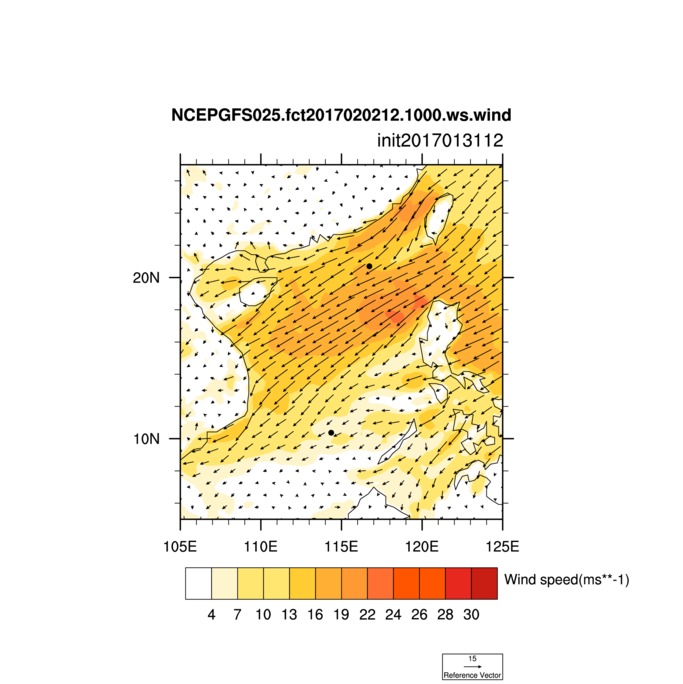 NCEPGFS025.fct2017020212.1000.ws.wind
init2017013112
20N
10N
105E 110E 115E 120E 125E
Wind speed(ms**-1)
4 7 10 13 16 19 22 24 26 28 30
15
Reference Vector